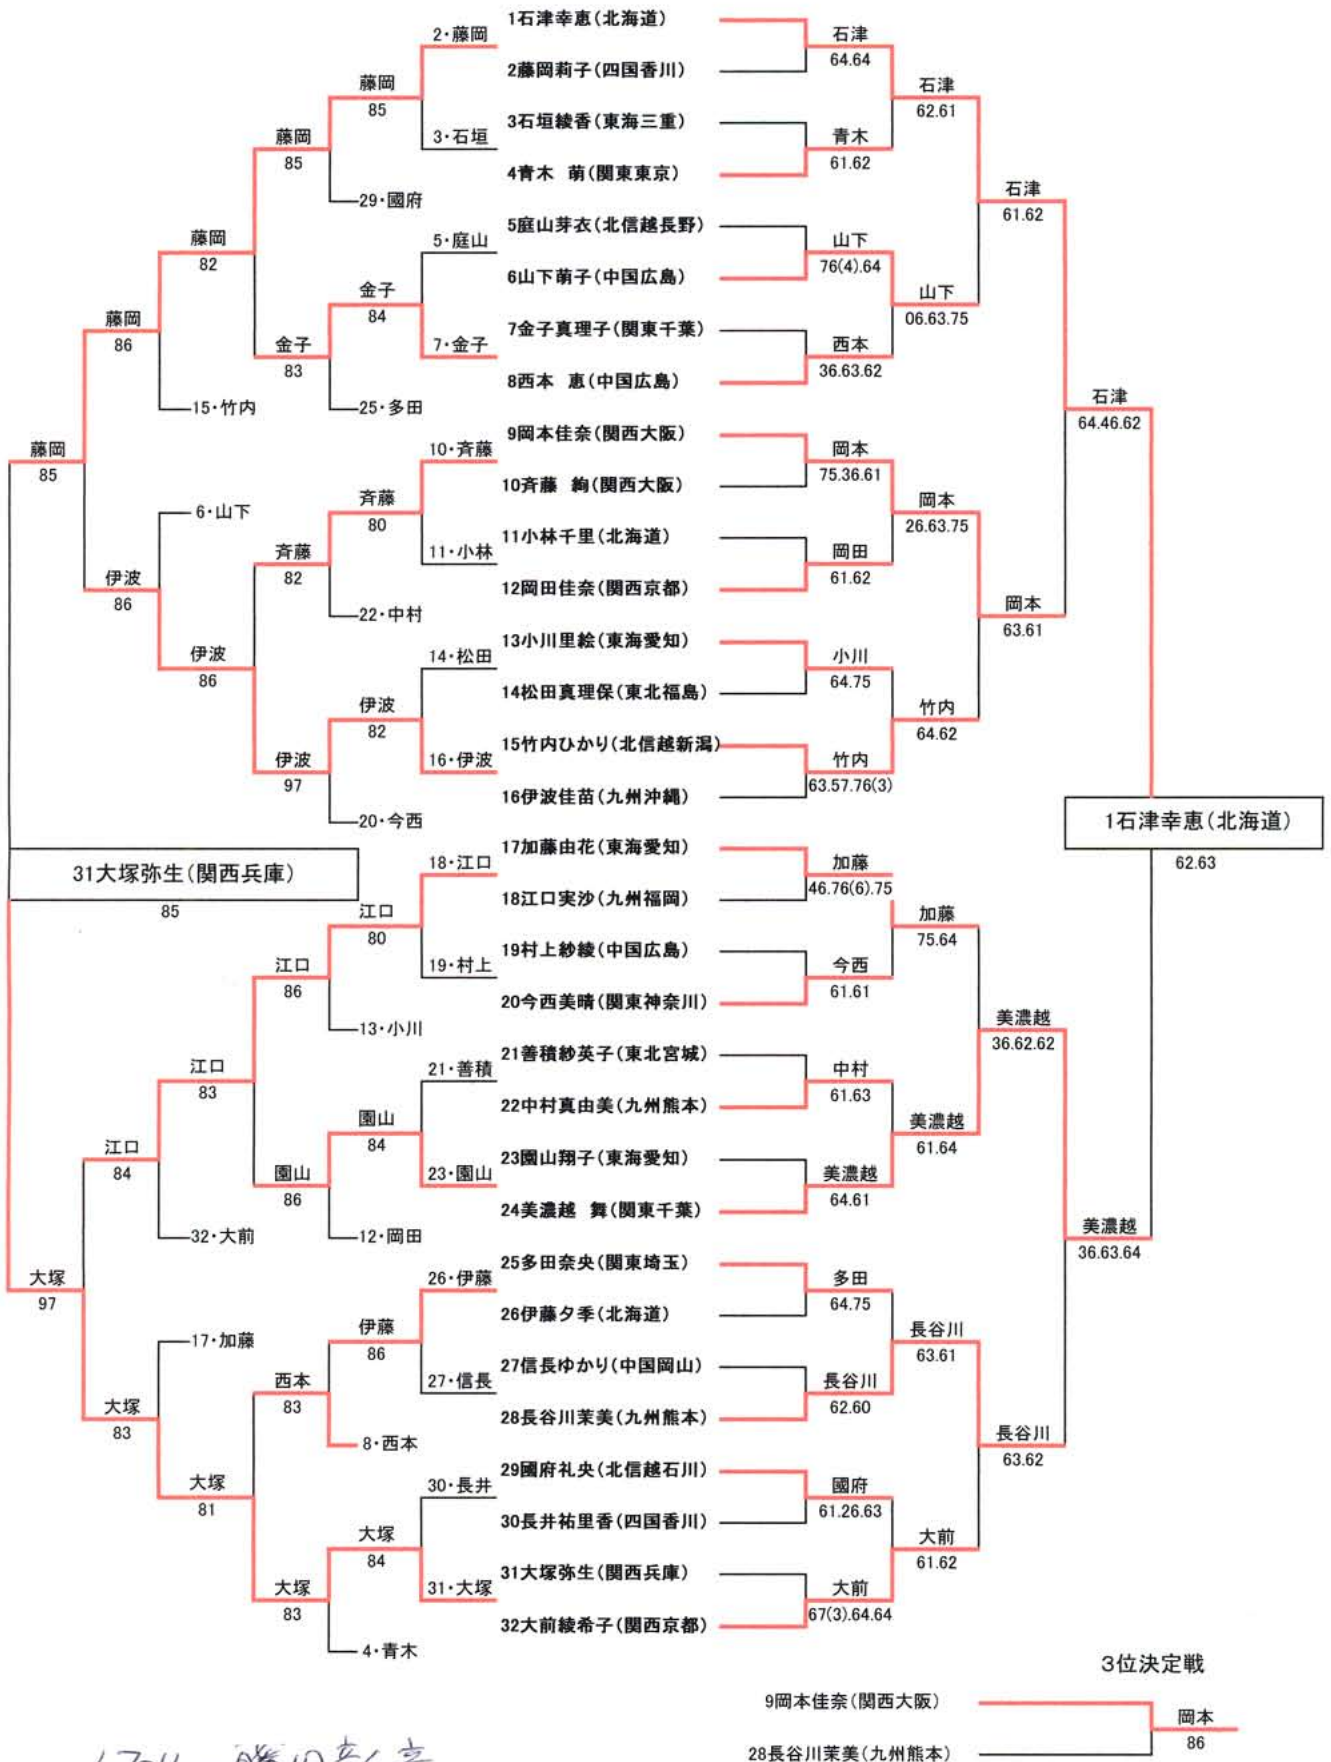 1石津幸恵(北海道)
2・藤岡
石津
64.64
2藤岡莉子(四国香川)
藤岡
85
石津
62.61
3石垣綾香(東海三重)
藤岡
85
3・石垣
青木
61.62
4青木 萌(関東東京)
石津
61.62
29・國府
5庭山芽衣(北信越長野)
藤岡
82
5・庭山
山下
76(4).64
6山下萌子(中国広島)
金子
84
山下
06.63.75
藤岡
86
7金子真理子(関東千葉)
金子
83
7・金子
西本
36.63.62
8西本 恵(中国広島)
石津
64.46.62
15・竹内
25・多田
9岡本佳奈(関西大阪)
藤岡
85
10・斉藤
岡本
75.36.61
10斉藤 絢(関西大阪)
6・山下
斉藤
80
岡本
26.63.75
11小林千里(北海道)
斉藤
82
11・小林
岡田
61.62
伊波
86
12岡田佳奈(関西京都)
岡本
63.61
22・中村
13小川里絵(東海愛知)
伊波
86
14・松田
小川
64.75
14松田真理保(東北福島)
伊波
82
竹内
64.62
15竹内ひかり(北信越新潟)
伊波
97
16・伊波
竹内
63.57.76(3)
16伊波佳苗(九州沖縄)
20・今西
1石津幸恵(北海道)
62.63
17加藤由花(東海愛知)
31大塚弥生(関西兵庫)
85
18・江口
加藤
46.76(6).75
18江口実沙(九州福岡)
江口
80
加藤
75.64
19村上紗綾(中国広島)
江口
86
19・村上
今西
61.61
20今西美晴(関東神奈川)
13・小川
美濃越
36.62.62
21善積紗英子(東北宮城)
江口
83
21・善積
中村
61.63
22中村真由美(九州熊本)
園山
84
美濃越
61.64
江口
84
23園山翔子(東海愛知)
園山
86
23・園山
美濃越
64.61
24美濃越 舞(関東千葉)
32・大前
12・岡田
美濃越
36.63.64
25多田奈央(関東埼玉)
大塚
97
26・伊藤
多田
64.75
26伊藤夕季(北海道)
17・加藤
伊藤
86
長谷川
63.61
27信長ゆかり(中国岡山)
西本
83
27・信長
長谷川
62.60
大塚
83
28長谷川茉美(九州熊本)
8・西本
長谷川
63.62
29國府礼央(北信越石川)
大塚
81
30・長井
國府
61.26.63
30長井祐里香(四国香川)
大塚
84
大前
61.62
31大塚弥生(関西兵庫)
大塚
83
31・大塚
大前
67(3).64.64
32大前綾希子(関西京都)
4・青木
3位決定戦
9岡本佳奈(関西大阪)
岡本
86
28長谷川茉美(九州熊本)